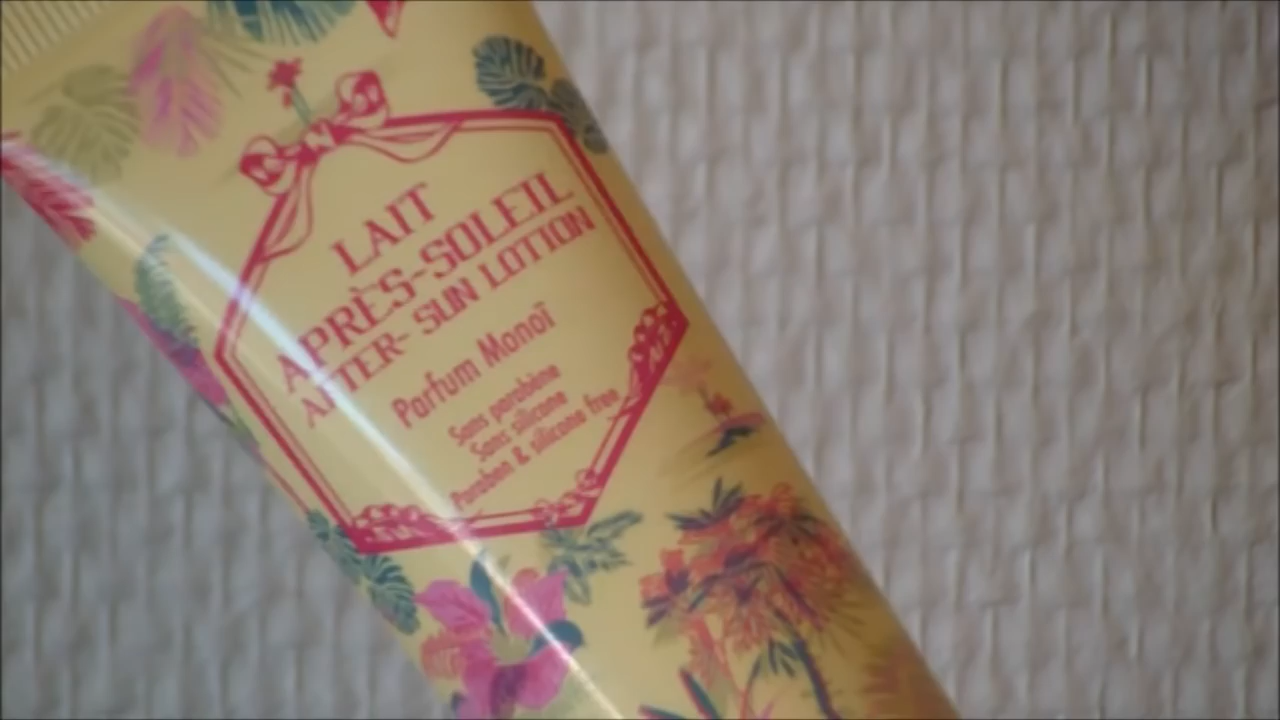 LAIT
APRÈS-SOLEIL
AFTER- SUN LOTION
Parfum Monoï
Sans parabène
Sans silicone
Paraben & silicone free